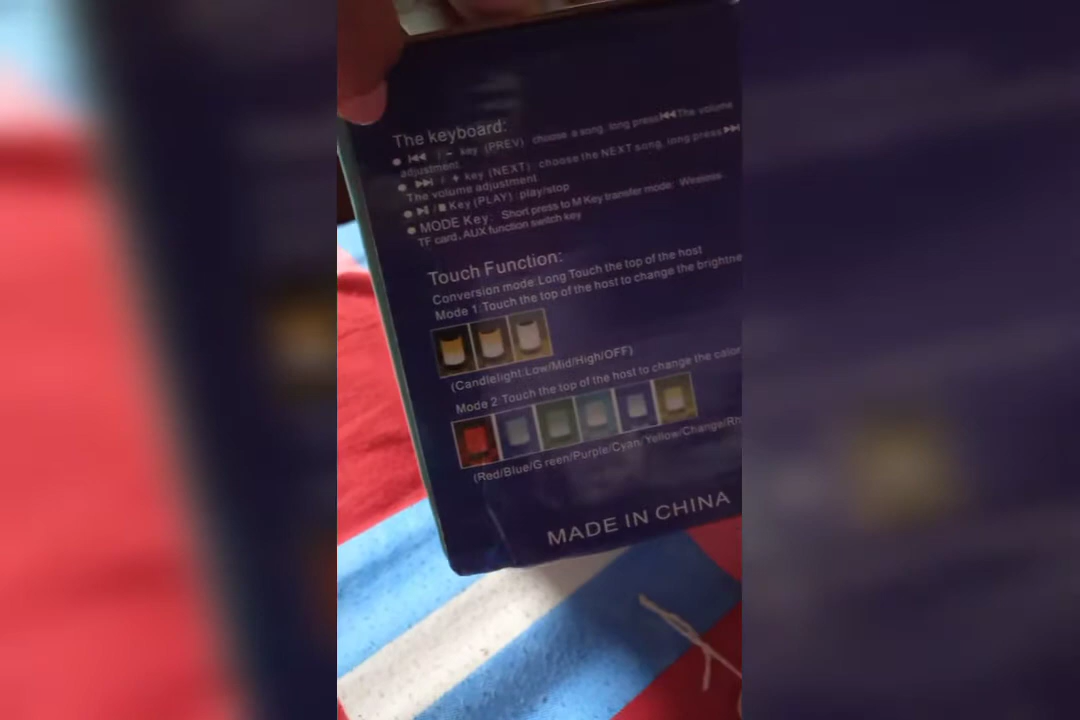 The keyboard:
● ⏮ / − key (PREV) choose a song, long press⏮The volume
adjustment
● ⏭ / + key (NEXT) choose the NEXT song, long press ⏭
The volume adjustment
● ⏯/■ Key (PLAY) play/stop
● MODE Key: Short press to M Key transfer mode: Wireless
TF card, AUX function switch key
Touch Function:
Conversion mode:Long Touch the top of the host
Mode 1:Touch the top of the host to change the brightne
(Candlelight:Low/Mid/High/OFF)
Mode 2:Touch the top of the host to change the calor
(Red/Blue/Green/Purple/Cyan/Yellow/Change/Rh
MADE IN CHINA